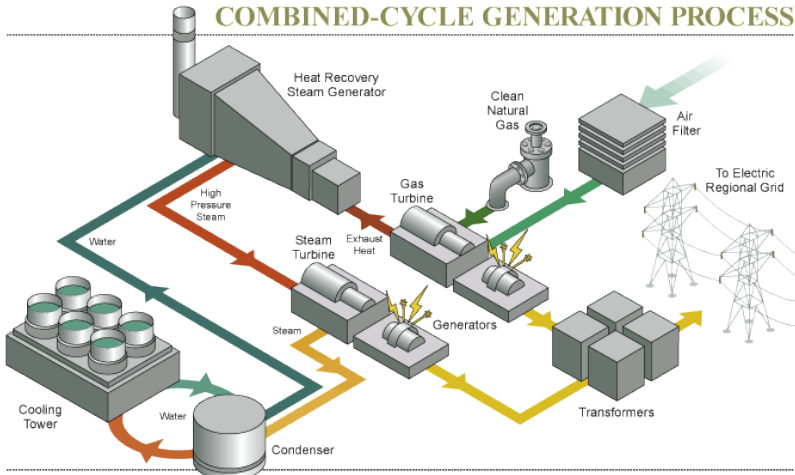 COMBINED-CYCLE GENERATION PROCESS
Heat Recovery
Steam Generator
Clean
Natural
Gas
Air
Filter
To Electric
Regional Grid
Gas
Turbine
High
Pressure
Steam
Exhaust
Heat
Water
Steam
Turbine
Generators
Steam
Cooling
Tower
Water
Condenser
Transformers